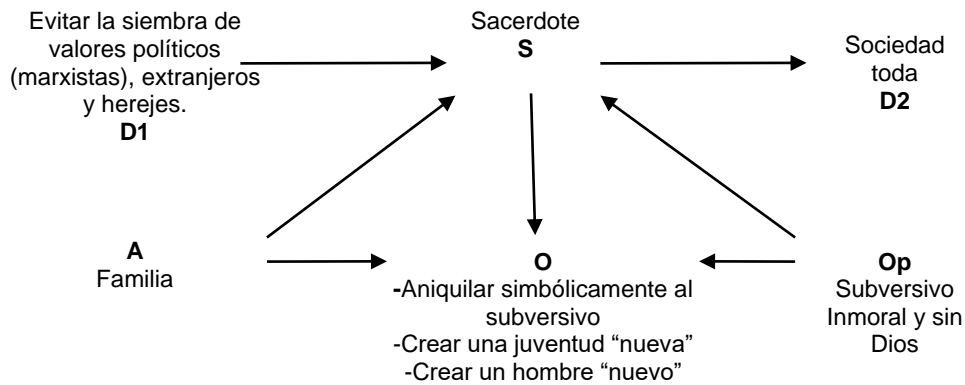 Evitar la siembra de
valores políticos
(marxistas), extranjeros
y herejes.
D1
Sacerdote
S
Sociedad
toda
D2
A
Familia
O
-Aniquilar simbólicamente al
subversivo
-Crear una juventud “nueva”
-Crear un hombre “nuevo”
Op
Subversivo
Inmoral y sin
Dios